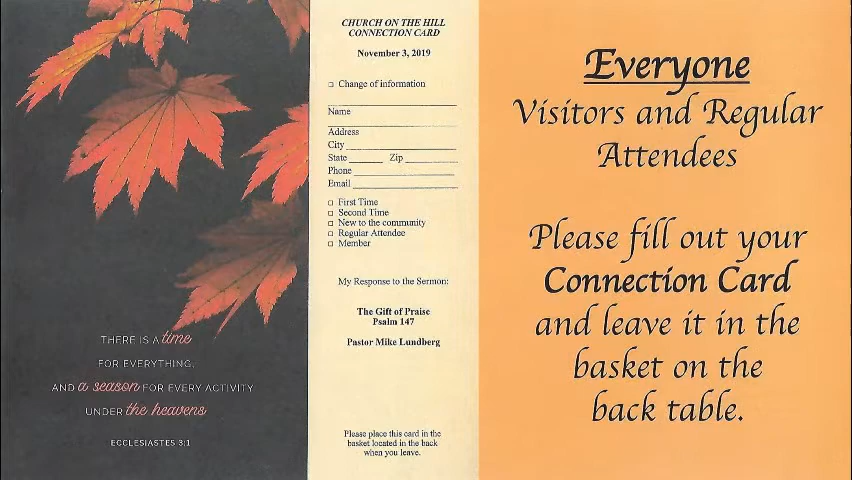 THERE IS A time
FOR EVERYTHING,
AND a season FOR EVERY ACTIVITY
UNDER the heavens
ECCLESIASTES 3:1
CHURCH ON THE HILL
CONNECTION CARD
November 3, 2019
Change of information
Name
Address
City
State Zip
Phone
Email
First Time
Second Time
New to the community
Regular Attendee
Member
My Response to the Sermon:
The Gift of Praise
Psalm 147
Pastor Mike Lundberg
Please place this card in the
basket located in the back
when you leave.
Everyone
Visitors and Regular
Attendees
Please fill out your
Connection Card
and leave it in the
basket on the
back table.